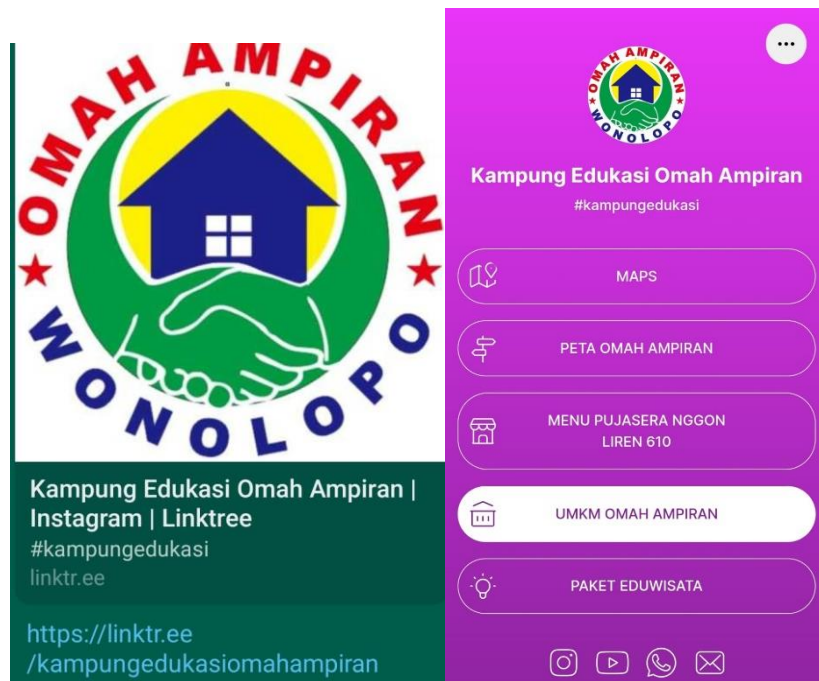 OMAH AMPIRAN
WONOLOPO
Kampung Edukasi Omah Ampiran |
Instagram | Linktree
#kampungedukasi
linktr.ee
https://linktr.ee
/kampungedukasiomahampiran
OMAH AMPIRAN
WONOLOPO
Kampung Edukasi Omah Ampiran
#kampungedukasi
MAPS
PETA OMAH AMPIRAN
MENU PUJASERA NGGON
LIREN 610
UMKM OMAH AMPIRAN
PAKET EDUWISATA